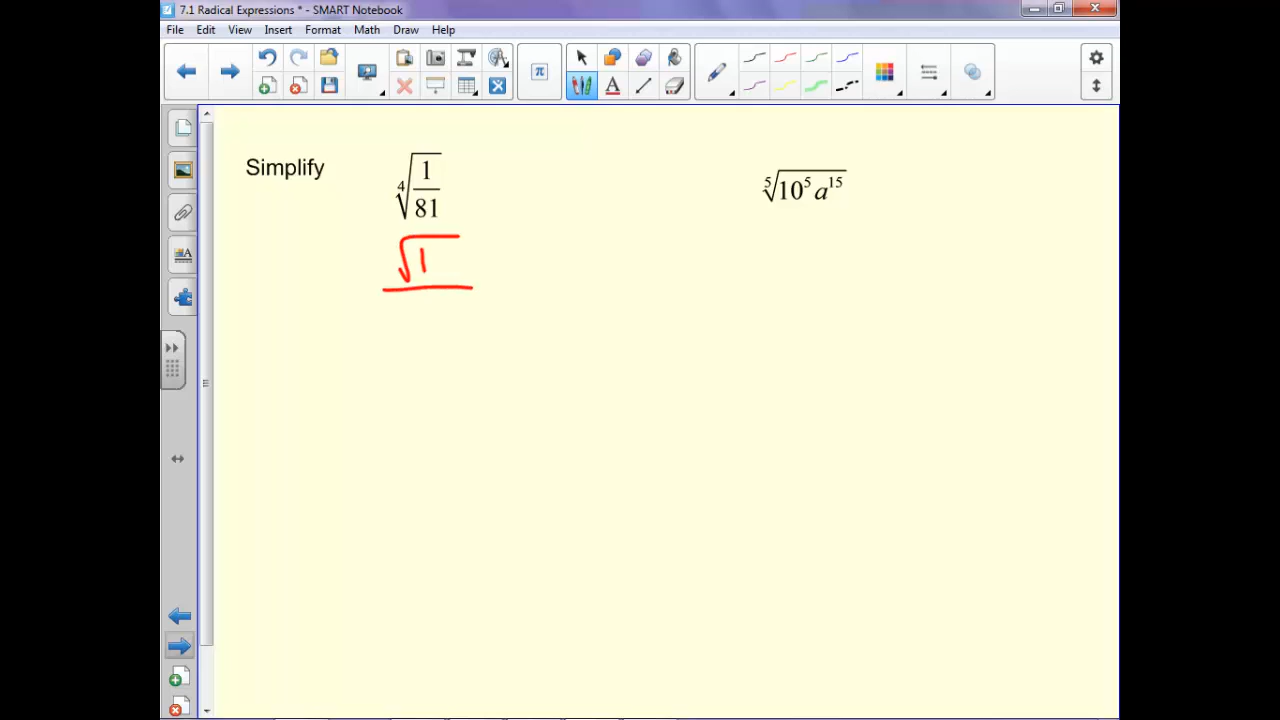 7.1 Radical Expressions * - SMART Notebook
File Edit View Insert Format Math Draw Help
π
A
A
Simplify
4√(1/81)
5√(10⁵a¹⁵)
√1